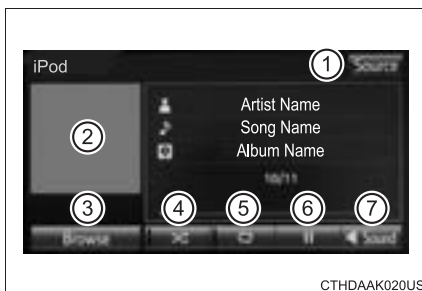 iPod
1
Source
Artist Name
2
Song Name
Album Name
10/11
3
4
5
6
7
Browse
Sound
CTHDAAK020US